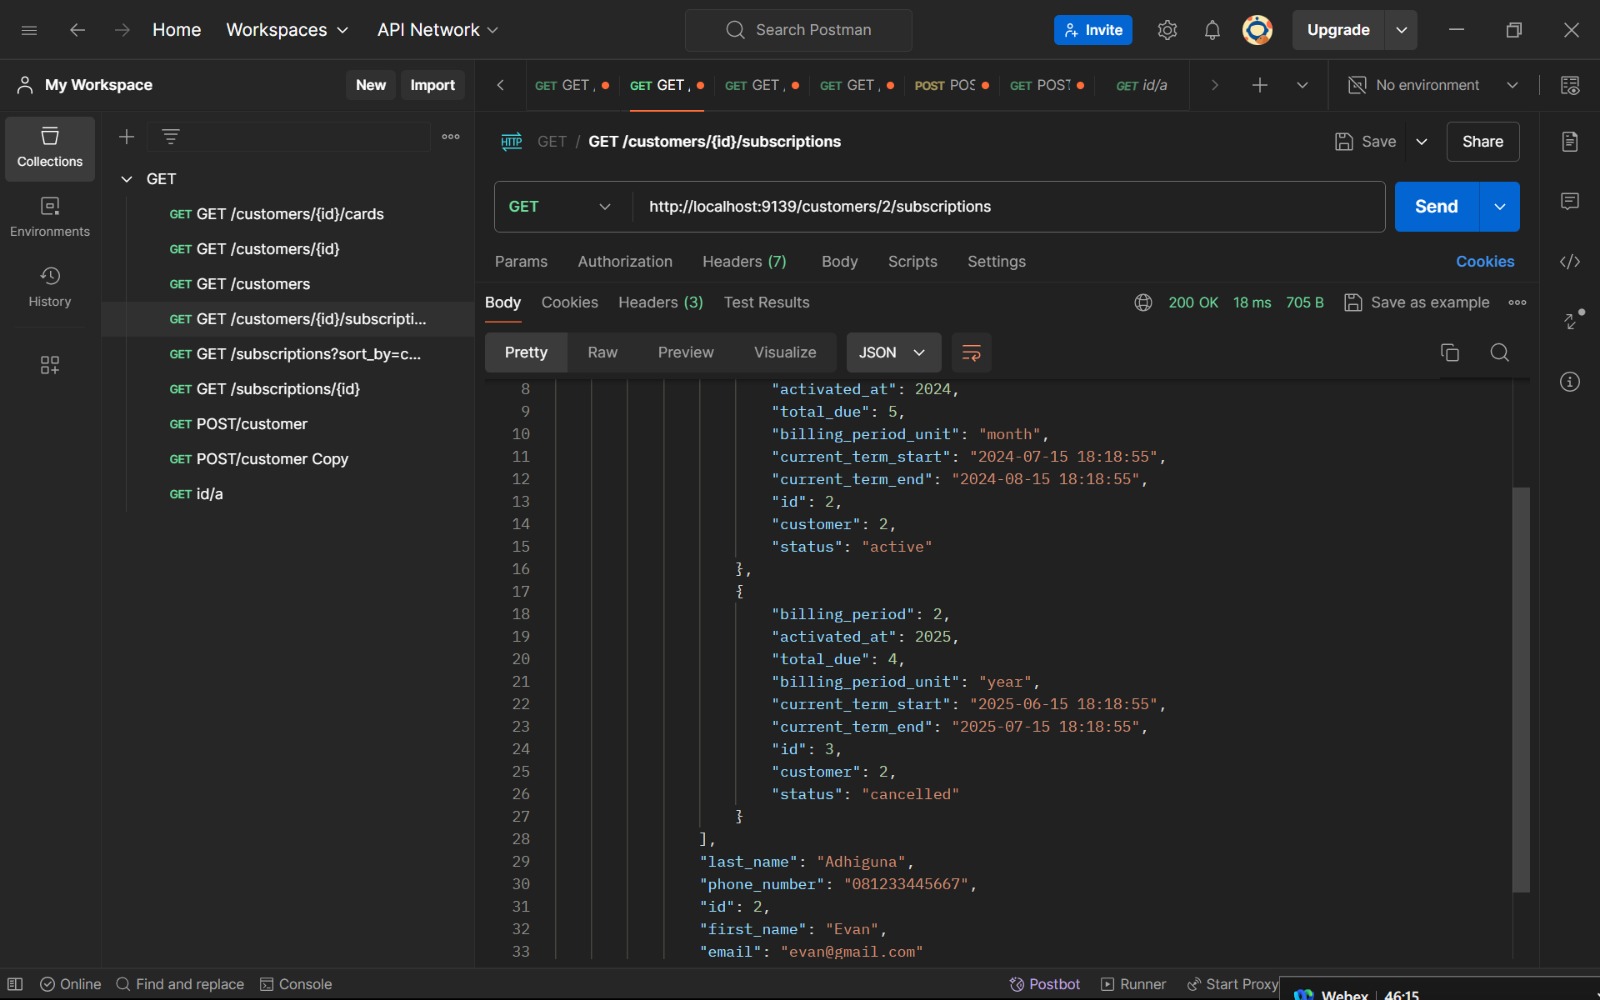 Home Workspaces API Network Search Postman Invite Upgrade
My Workspace New Import GET GET, GET GET, GET GET, GET GET, POST POS GET POST GET id/a No environment
Collections
Environments
History
GET
GET GET /customers/{id}/cards
GET GET /customers/{id}
GET GET /customers
GET GET /customers/{id}/subscripti...
GET GET /subscriptions?sort_by=c...
GET GET /subscriptions/{id}
GET POST/customer
GET POST/customer Copy
GET id/a
HTTP GET / GET /customers/{id}/subscriptions Save Share
GET http://localhost:9139/customers/2/subscriptions Send
Params Authorization Headers (7) Body Scripts Settings Cookies
Body Cookies Headers (3) Test Results 200 OK 18 ms 705 B Save as example
Pretty Raw Preview Visualize JSON
8 "activated_at": 2024,
9 "total_due": 5,
10 "billing_period_unit": "month",
11 "current_term_start": "2024-07-15 18:18:55",
12 "current_term_end": "2024-08-15 18:18:55",
13 "id": 2,
14 "customer": 2,
15 "status": "active"
16 },
17 {
18 "billing_period": 2,
19 "activated_at": 2025,
20 "total_due": 4,
21 "billing_period_unit": "year",
22 "current_term_start": "2025-06-15 18:18:55",
23 "current_term_end": "2025-07-15 18:18:55",
24 "id": 3,
25 "customer": 2,
26 "status": "cancelled"
27 }
28 ],
29 "last_name": "Adhiguna",
30 "phone_number": "081233445667",
31 "id": 2,
32 "first_name": "Evan",
33 "email": "evan@gmail.com"
Online Find and replace Console Postbot Runner Start Proxy
Webex 46:15